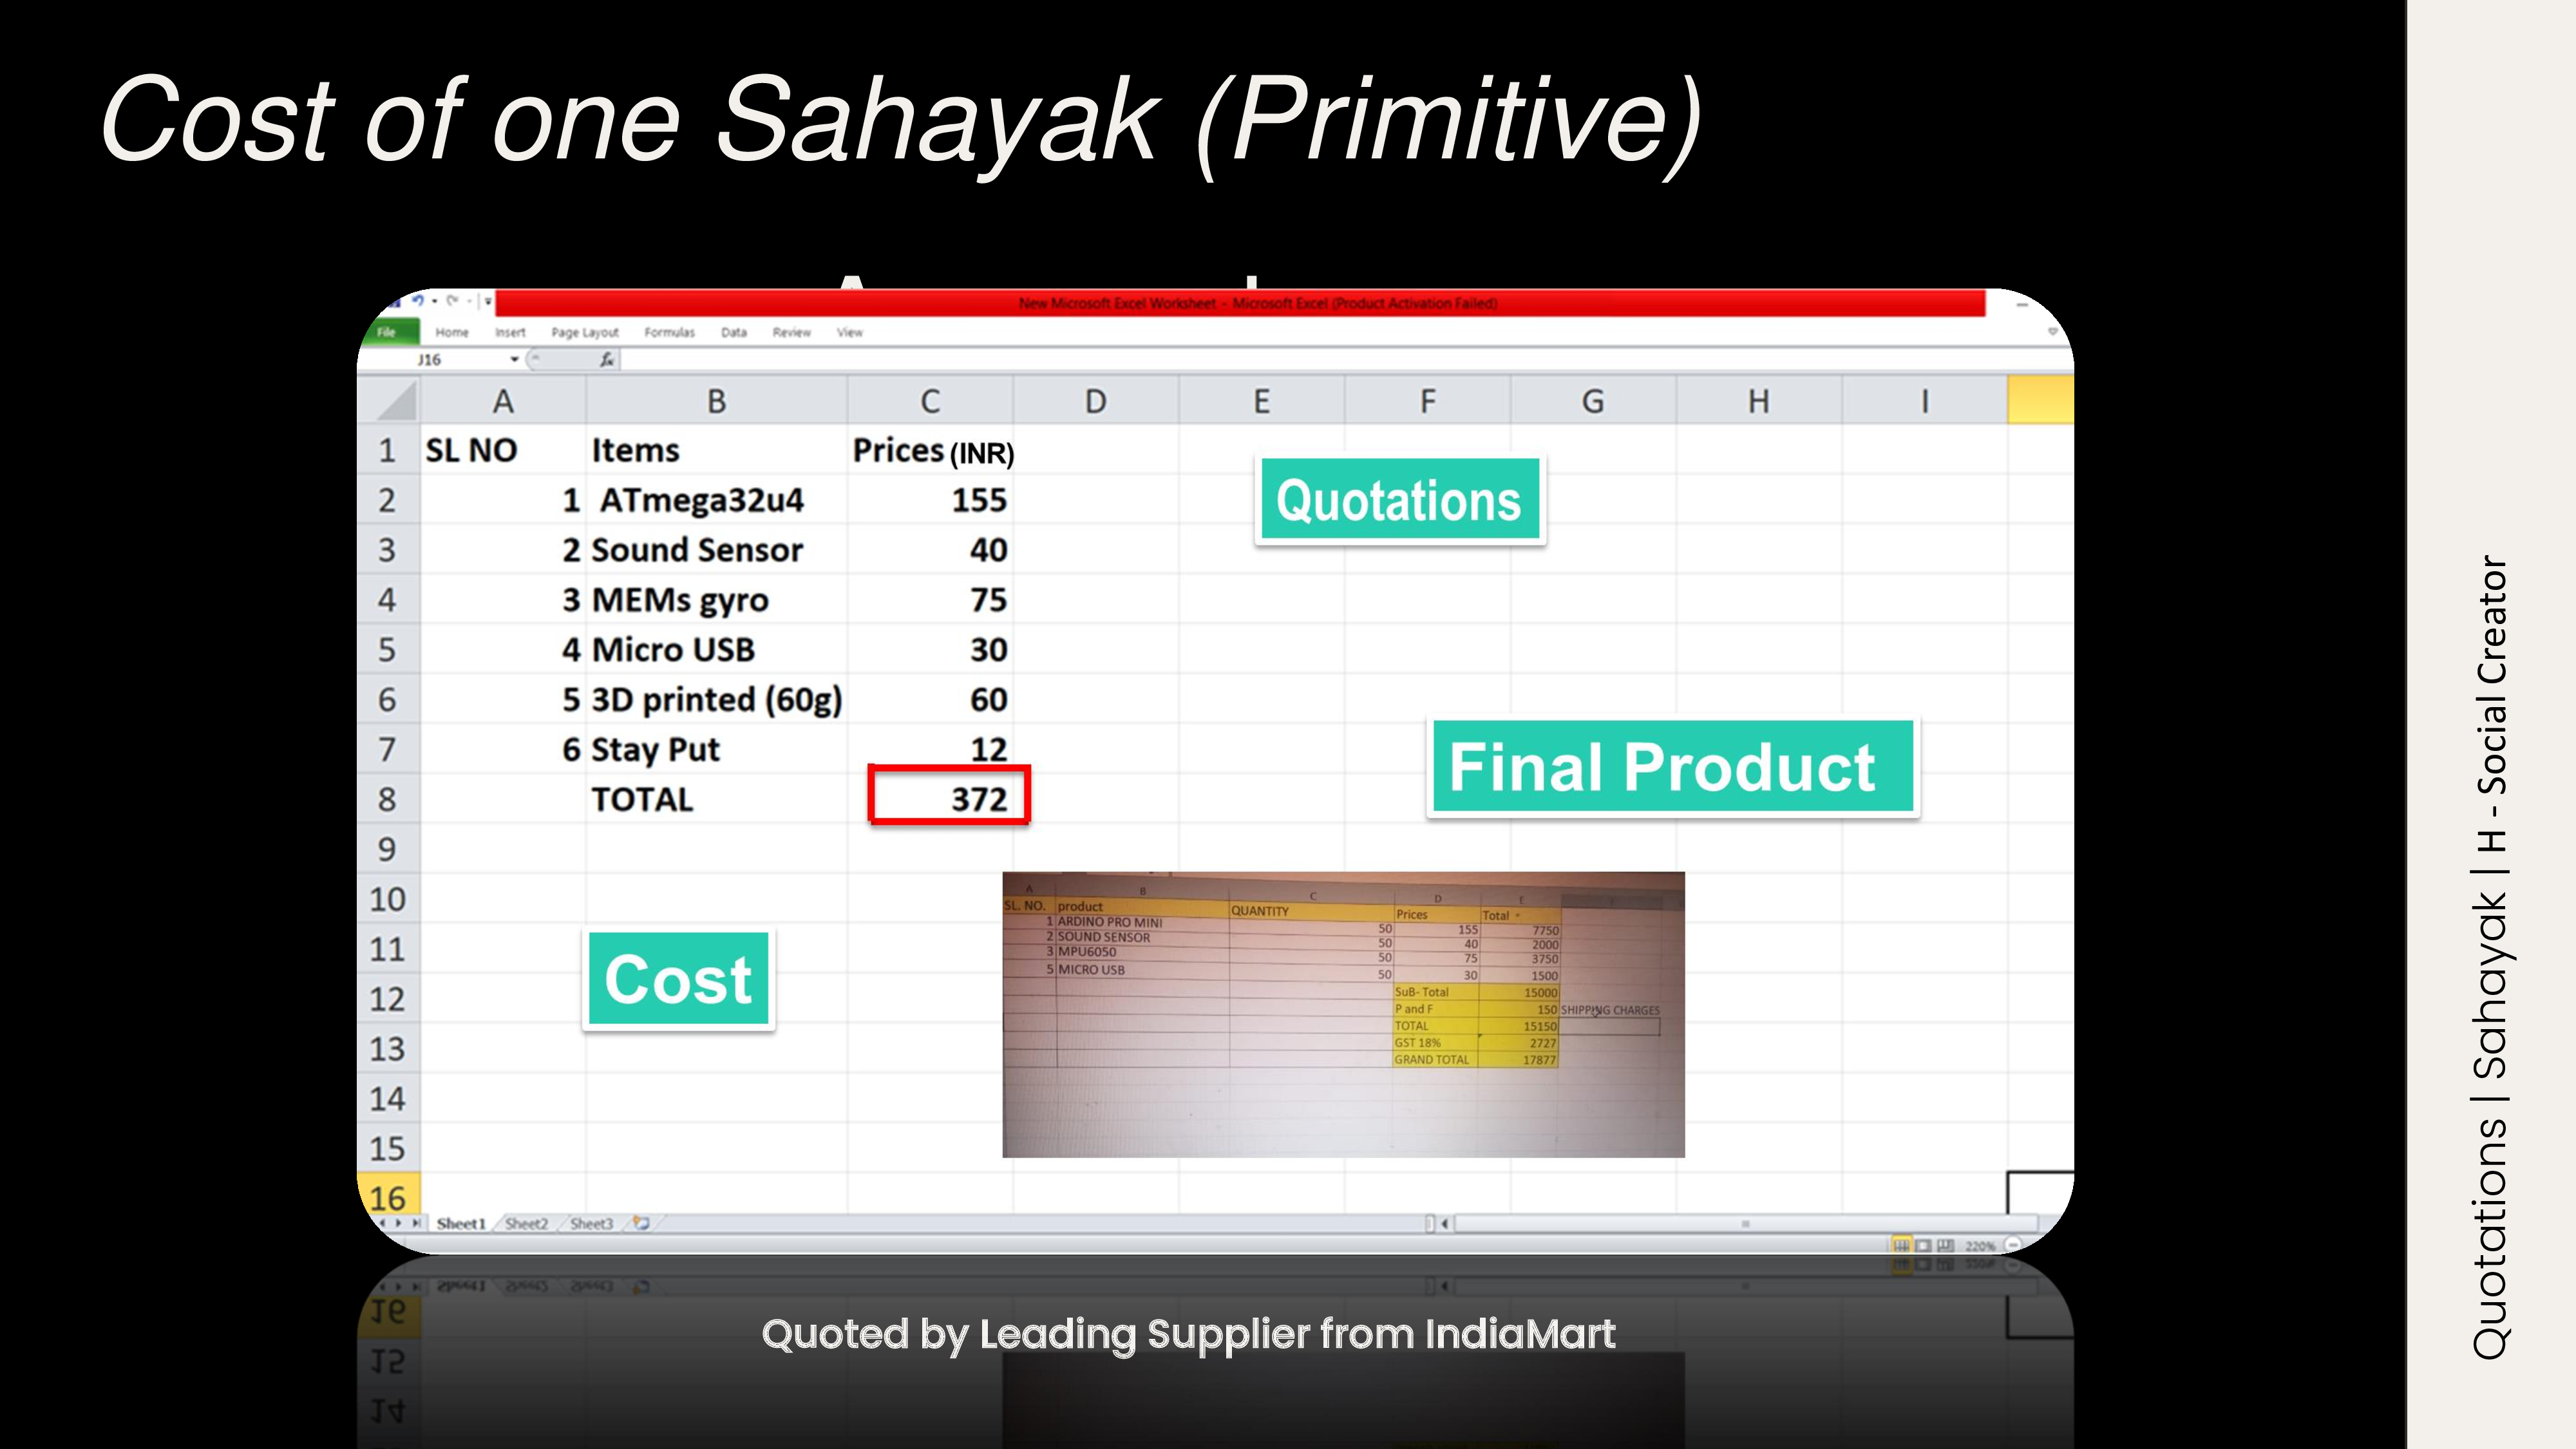 Cost of one Sahayak (Primitive)
New Microsoft Excel Worksheet - Microsoft Excel (Product Activation Failed)
File Home Insert Page Layout Formulas Data Review View
J16 fx
A B C D E F G H I
1 SL NO Items Prices (INR)
2 1 ATmega32u4 155
3 2 Sound Sensor 40
4 3 MEMs gyro 75
5 4 Micro USB 30
6 5 3D printed (60g) 60
7 6 Stay Put 12
8 TOTAL 372
9
10
11
12
13
14
15
16
Quotations
Final Product
Cost
A B C D E
SL. NO. product QUANTITY Prices Total
1 ARDINO PRO MINI 50 155 7750
2 SOUND SENSOR 50 40 2000
3 MPU6050 50 75 3750
5 MICRO USB 50 30 1500
SuB- Total 15000
P and F 150 SHIPPING CHARGES
TOTAL 15150
GST 18% 2727
GRAND TOTAL 17877
Sheet1 Sheet2 Sheet3
220%
Quoted by Leading Supplier from IndiaMart
Quotations | Sahayak | H - Social Creator